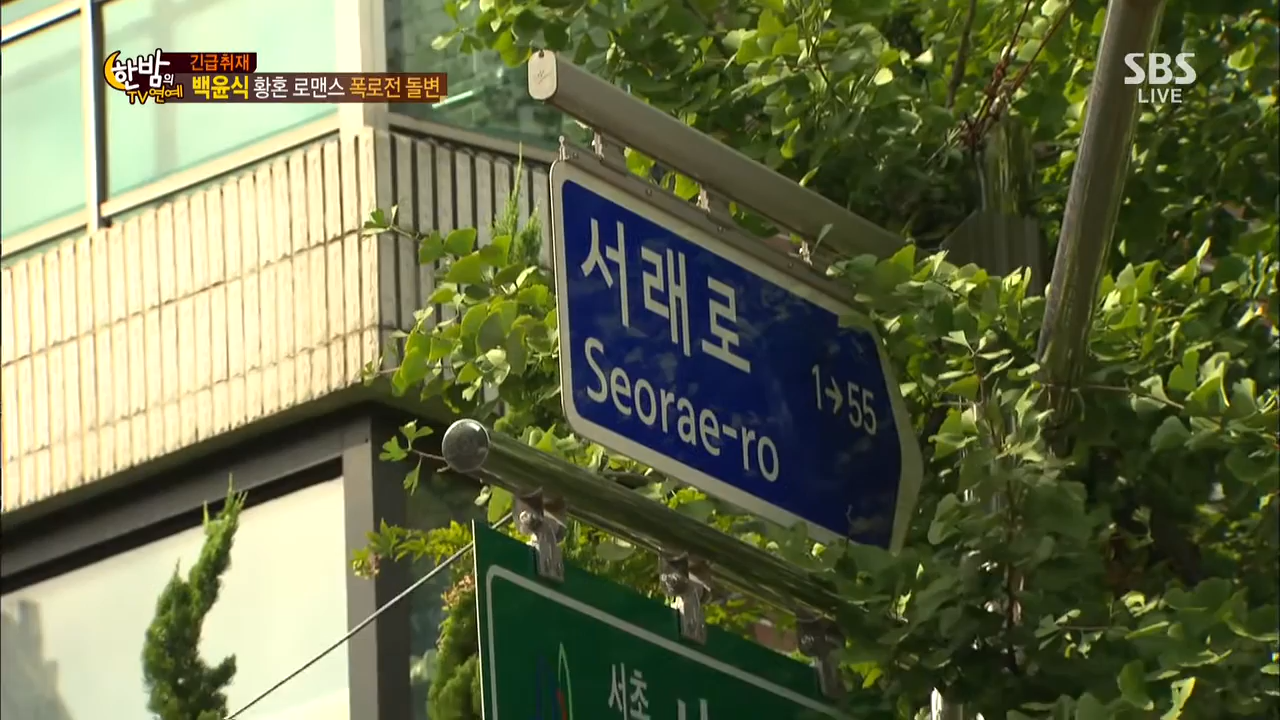 한밤의
TV연예
긴급취재
백윤식 황혼 로맨스 폭로전 돌변
SBS
LIVE
서래로
Seorae-ro
1→55
서초